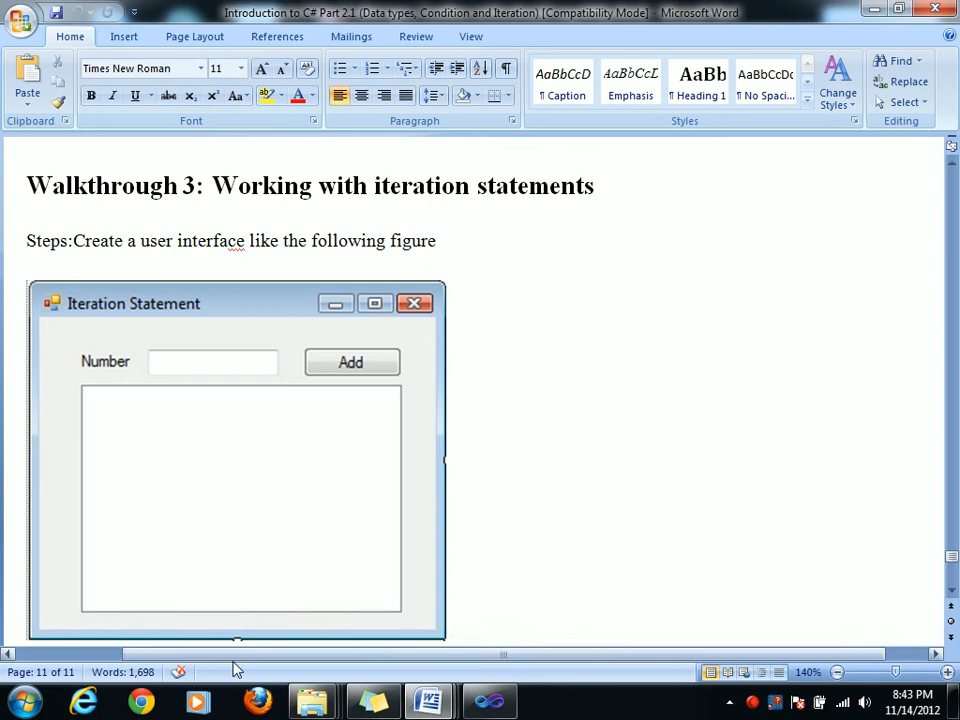 Introduction to C# Part 2.1 (Data types, Condition and Iteration) [Compatibility Mode] - Microsoft Word
Home Insert Page Layout References Mailings Review View
Times New Roman 11
Paste
B I U abc X₂ X² Aa A
Clipboard Font Paragraph Styles Editing
AaBbCcD AaBbCcL AaBb AaBbCcDc
¶ Caption Emphasis ¶ Heading 1 ¶ No Spaci...
Change
Styles
Find
Replace
Select
Walkthrough 3: Working with iteration statements
Steps:Create a user interface like the following figure
Iteration Statement
Number Add
Page: 11 of 11 Words: 1,698 140%
8:43 PM
11/14/2012